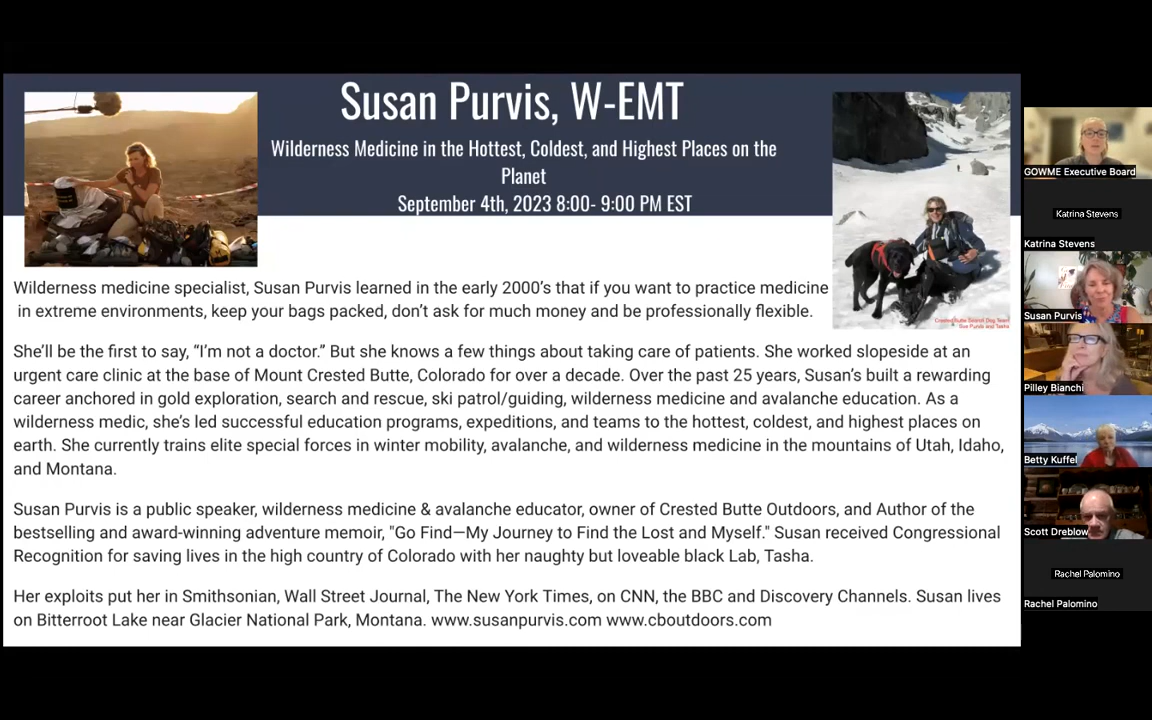 Susan Purvis, W-EMT
Wilderness Medicine in the Hottest, Coldest, and Highest Places on the
Planet
September 4th, 2023 8:00- 9:00 PM EST
Crested Butte Search Dog Team
Sue Purvis and Tasha
Wilderness medicine specialist, Susan Purvis learned in the early 2000's that if you want to practice medicine
in extreme environments, keep your bags packed, don't ask for much money and be professionally flexible.
She'll be the first to say, “I'm not a doctor.” But she knows a few things about taking care of patients. She worked slopeside at an
urgent care clinic at the base of Mount Crested Butte, Colorado for over a decade. Over the past 25 years, Susan's built a rewarding
career anchored in gold exploration, search and rescue, ski patrol/guiding, wilderness medicine and avalanche education. As a
wilderness medic, she's led successful education programs, expeditions, and teams to the hottest, coldest, and highest places on
earth. She currently trains elite special forces in winter mobility, avalanche, and wilderness medicine in the mountains of Utah, Idaho,
and Montana.
Susan Purvis is a public speaker, wilderness medicine & avalanche educator, owner of Crested Butte Outdoors, and Author of the
bestselling and award-winning adventure memoir, "Go Find—My Journey to Find the Lost and Myself." Susan received Congressional
Recognition for saving lives in the high country of Colorado with her naughty but loveable black Lab, Tasha.
Her exploits put her in Smithsonian, Wall Street Journal, The New York Times, on CNN, the BBC and Discovery Channels. Susan lives
on Bitterroot Lake near Glacier National Park, Montana. www.susanpurvis.com www.cboutdoors.com
GOWME Executive Board
Katrina Stevens
Katrina Stevens
Susan Purvis
Pilley Bianchi
Betty Kuffel
Scott Dreblow
Rachel Palomino
Rachel Palomino